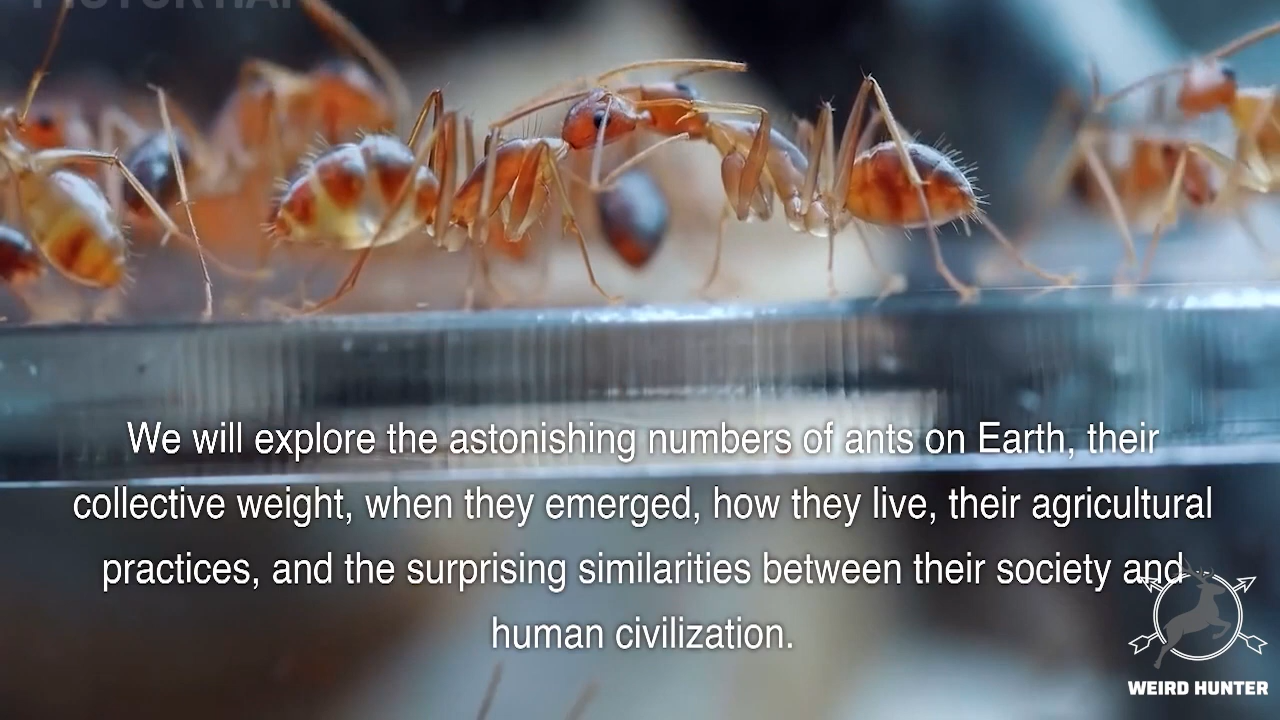 We will explore the astonishing numbers of ants on Earth, their
collective weight, when they emerged, how they live, their agricultural
practices, and the surprising similarities between their society and
human civilization.
WEIRD HUNTER